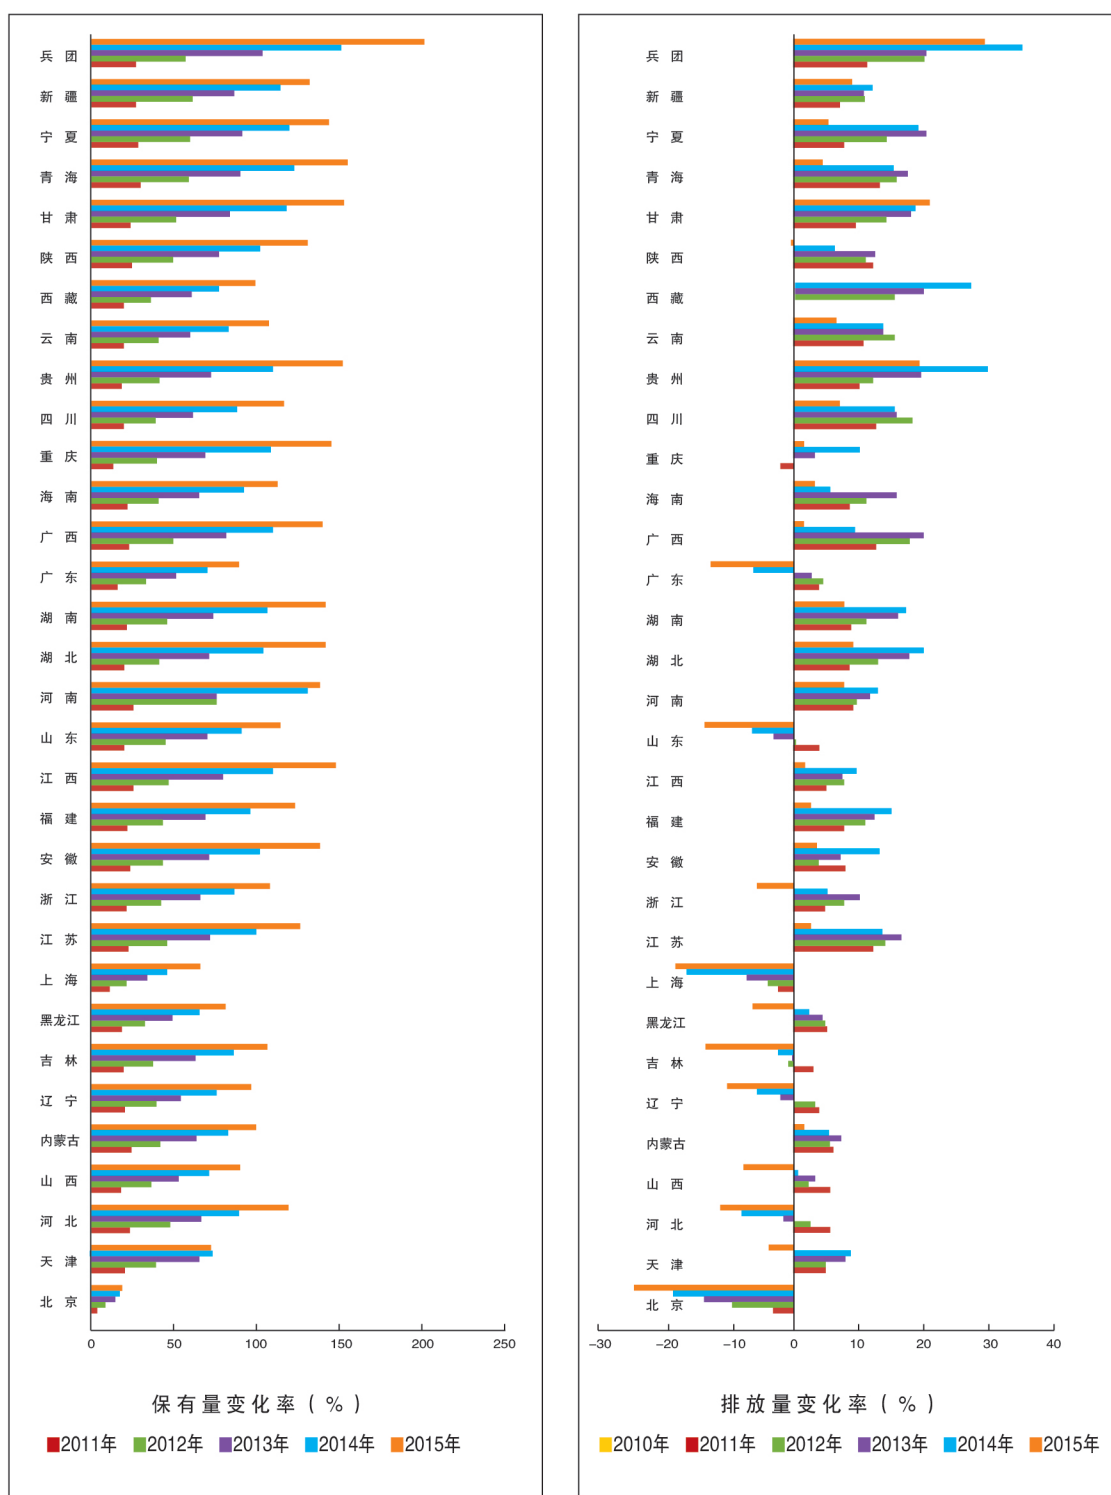 兵 团
新 疆
宁 夏
青 海
甘 肃
陕 西
西 藏
云 南
贵 州
四 川
重 庆
海 南
广 西
广 东
湖 南
湖 北
河 南
山 东
江 西
福 建
安 徽
浙 江
江 苏
上 海
黑龙江
吉 林
辽 宁
内蒙古
山 西
河 北
天 津
北 京
0 50 100 150 200 250
保有量变化率（%）
2011年 2012年 2013年 2014年 2015年
兵 团
新 疆
宁 夏
青 海
甘 肃
陕 西
西 藏
云 南
贵 州
四 川
重 庆
海 南
广 西
广 东
湖 南
湖 北
河 南
山 东
江 西
福 建
安 徽
浙 江
江 苏
上 海
黑龙江
吉 林
辽 宁
内蒙古
山 西
河 北
天 津
北 京
−30 −20 −10 0 10 20 30 40
排放量变化率（%）
2010年 2011年 2012年 2013年 2014年 2015年